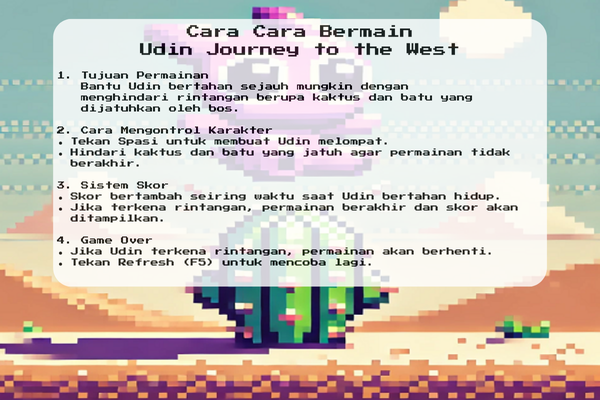 Cara Cara Bermain
Udin Journey to the West
1. Tujuan Permainan
Bantu Udin bertahan sejauh mungkin dengan
menghindari rintangan berupa kaktus dan batu yang
dijatuhkan oleh bos.
2. Cara Mengontrol Karakter
• Tekan Spasi untuk membuat Udin melompat.
• Hindari kaktus dan batu yang jatuh agar permainan tidak
berakhir.
3. Sistem Skor
• Skor bertambah seiring waktu saat Udin bertahan hidup.
• Jika terkena rintangan, permainan berakhir dan skor akan
ditampilkan.
4. Game Over
• Jika Udin terkena rintangan, permainan akan berhenti.
• Tekan Refresh (F5) untuk mencoba lagi.